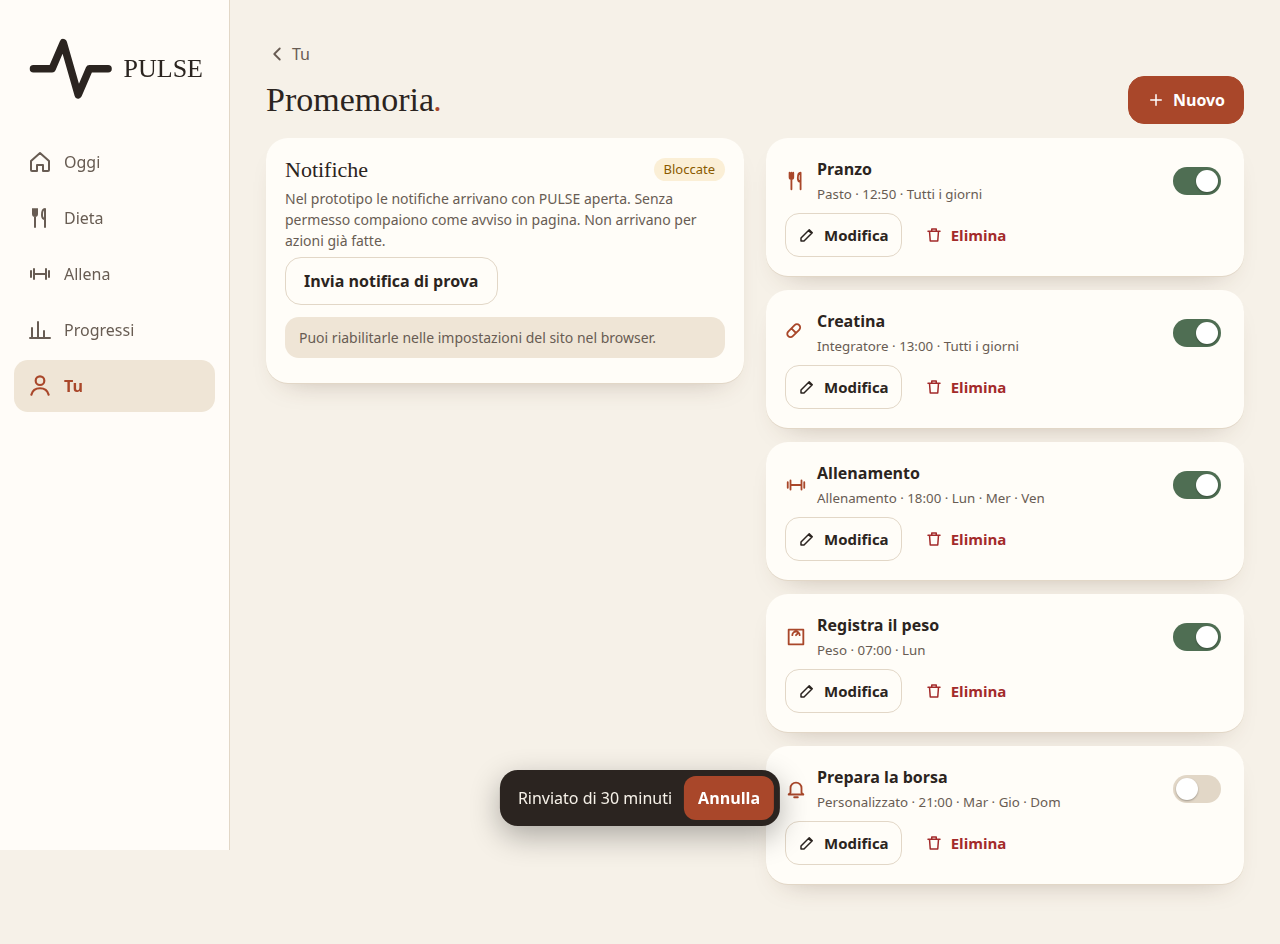 PULSE
Oggi
Dieta
Allena
Progressi
Tu
Tu
Promemoria.
Nuovo
Notifiche
Bloccate
Nel prototipo le notifiche arrivano con PULSE aperta. Senza
permesso compaiono come avviso in pagina. Non arrivano per
azioni già fatte.
Invia notifica di prova
Puoi riabilitarle nelle impostazioni del sito nel browser.
Pranzo
Pasto · 12:50 · Tutti i giorni
Modifica Elimina
Creatina
Integratore · 13:00 · Tutti i giorni
Modifica Elimina
Allenamento
Allenamento · 18:00 · Lun · Mer · Ven
Modifica Elimina
Registra il peso
Peso · 07:00 · Lun
Modifica Elimina
Prepara la borsa
Personalizzato · 21:00 · Mar · Gio · Dom
Modifica Elimina
Rinviato di 30 minuti Annulla